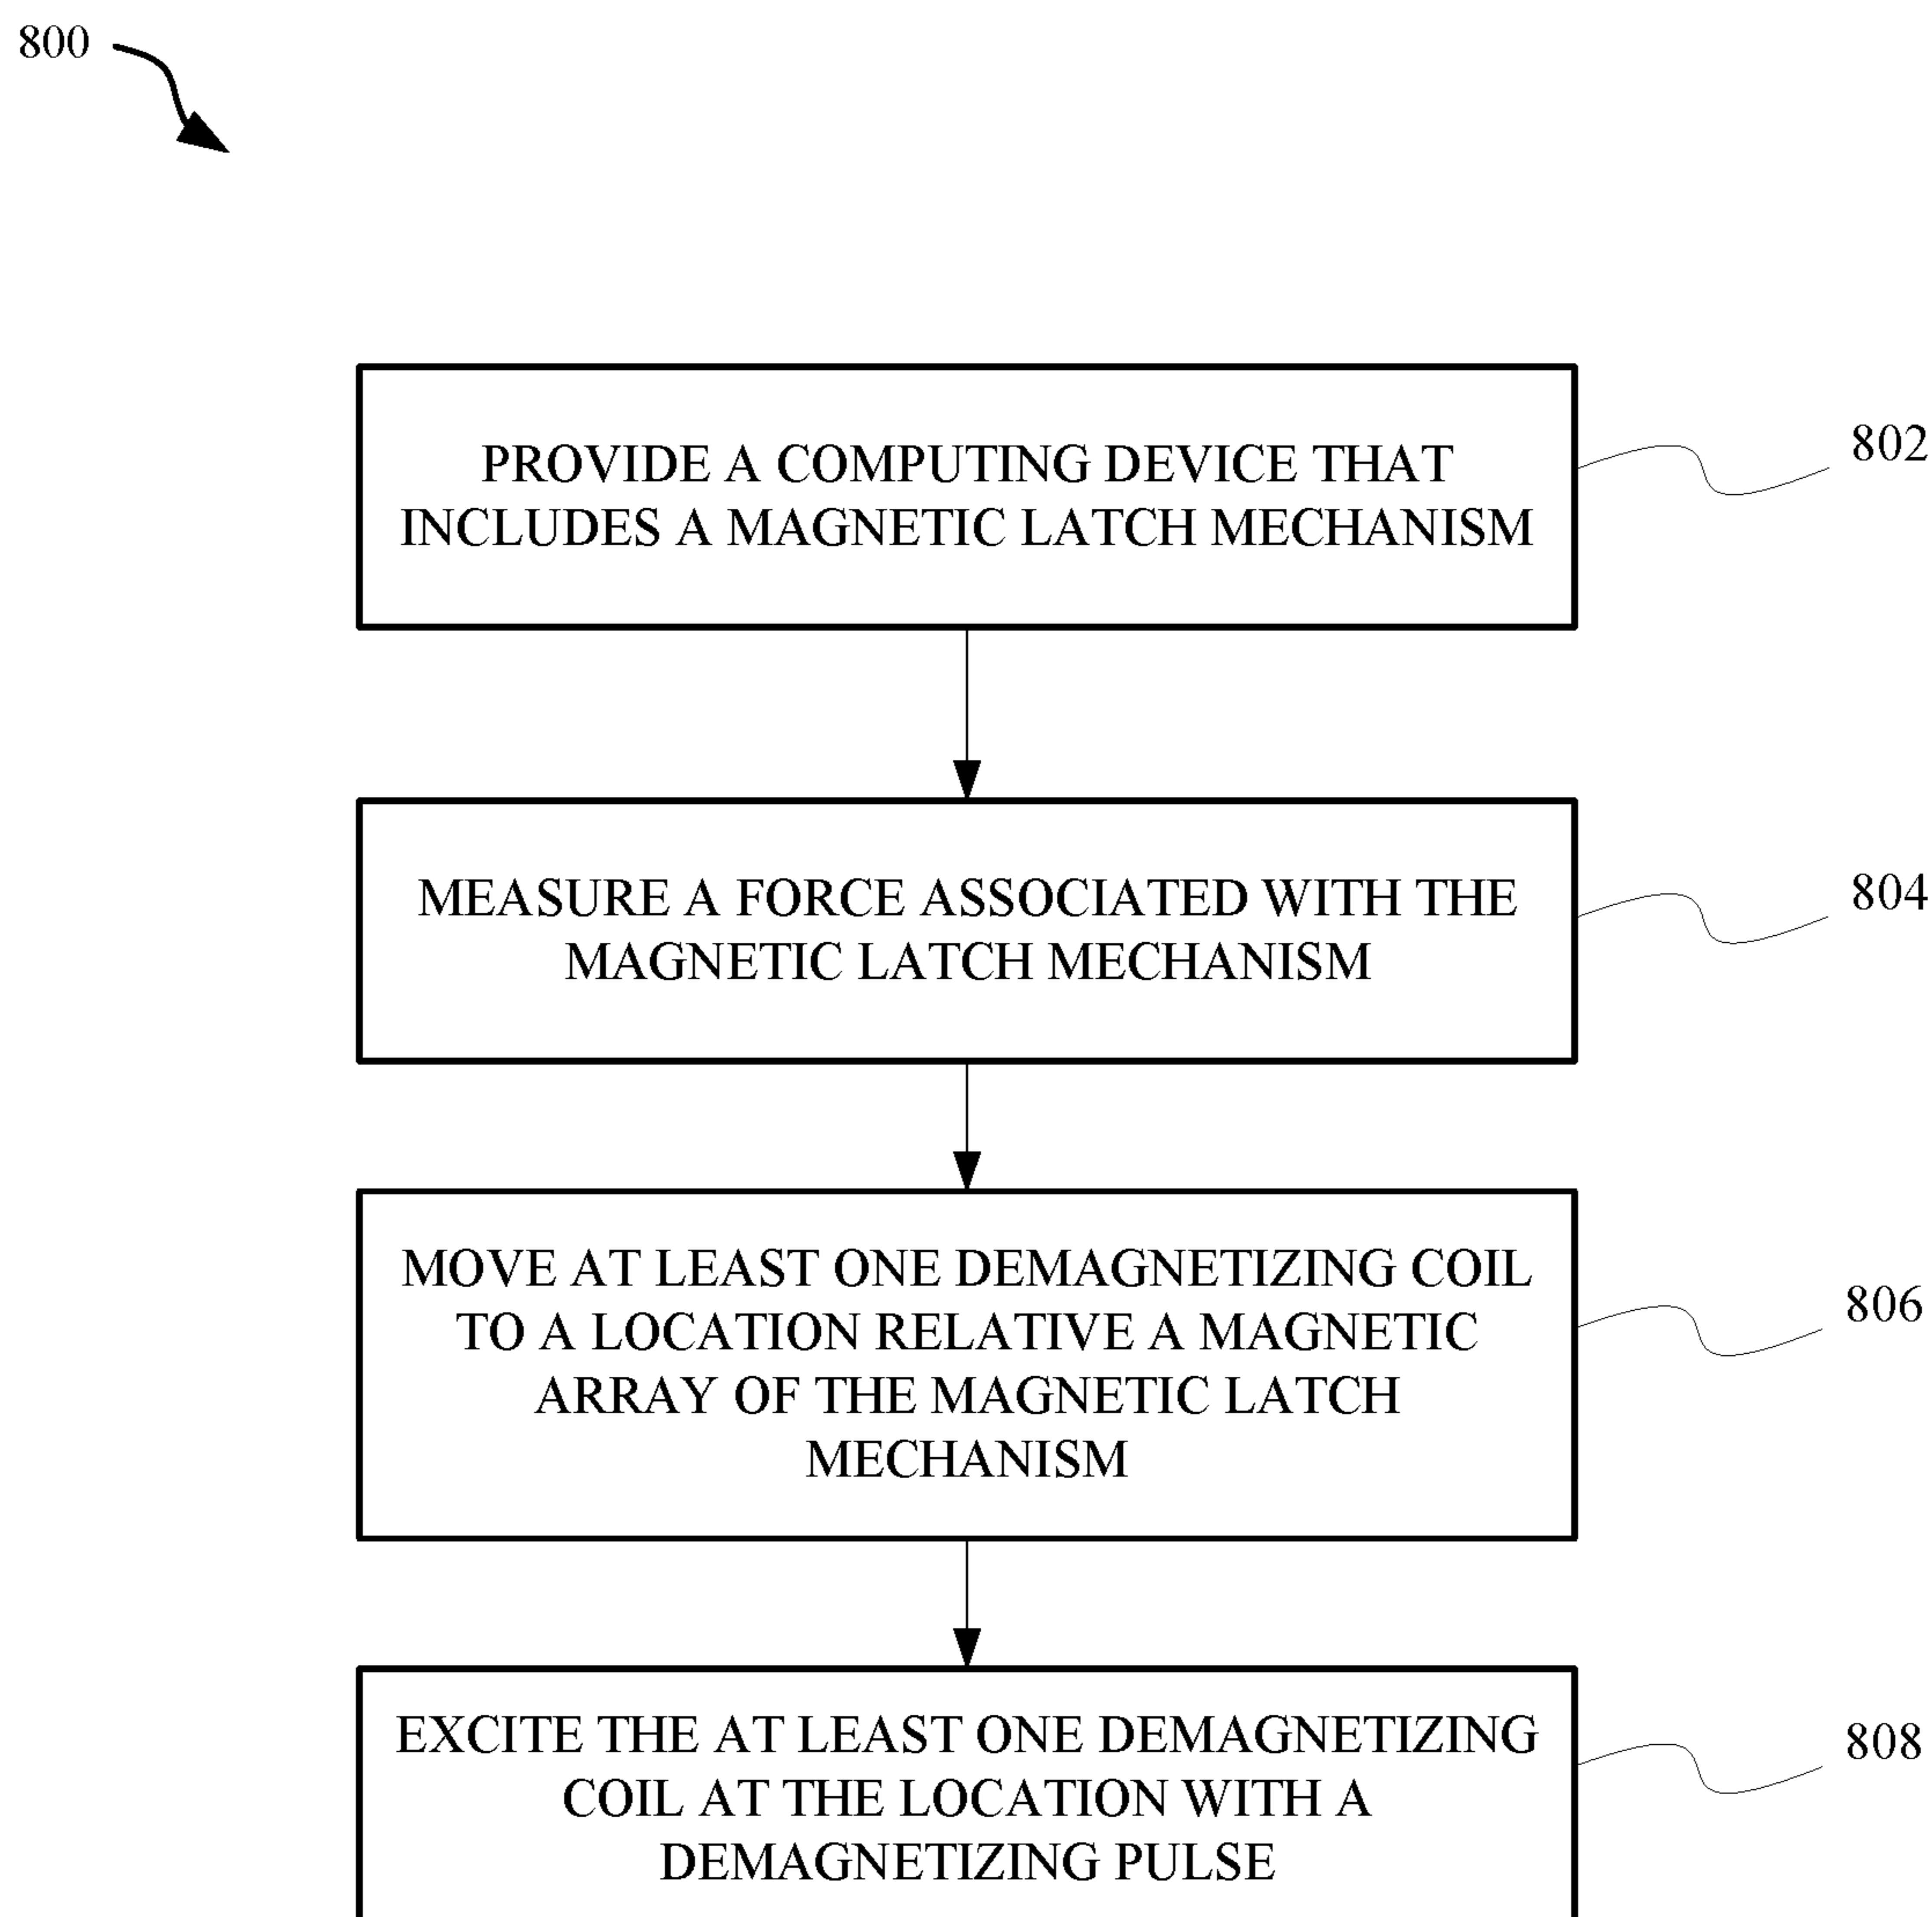 800
PROVIDE A COMPUTING DEVICE THAT
INCLUDES A MAGNETIC LATCH MECHANISM
802
MEASURE A FORCE ASSOCIATED WITH THE
MAGNETIC LATCH MECHANISM
804
MOVE AT LEAST ONE DEMAGNETIZING COIL
TO A LOCATION RELATIVE A MAGNETIC
ARRAY OF THE MAGNETIC LATCH
MECHANISM
806
EXCITE THE AT LEAST ONE DEMAGNETIZING
COIL AT THE LOCATION WITH A
DEMAGNETIZING PULSE
808